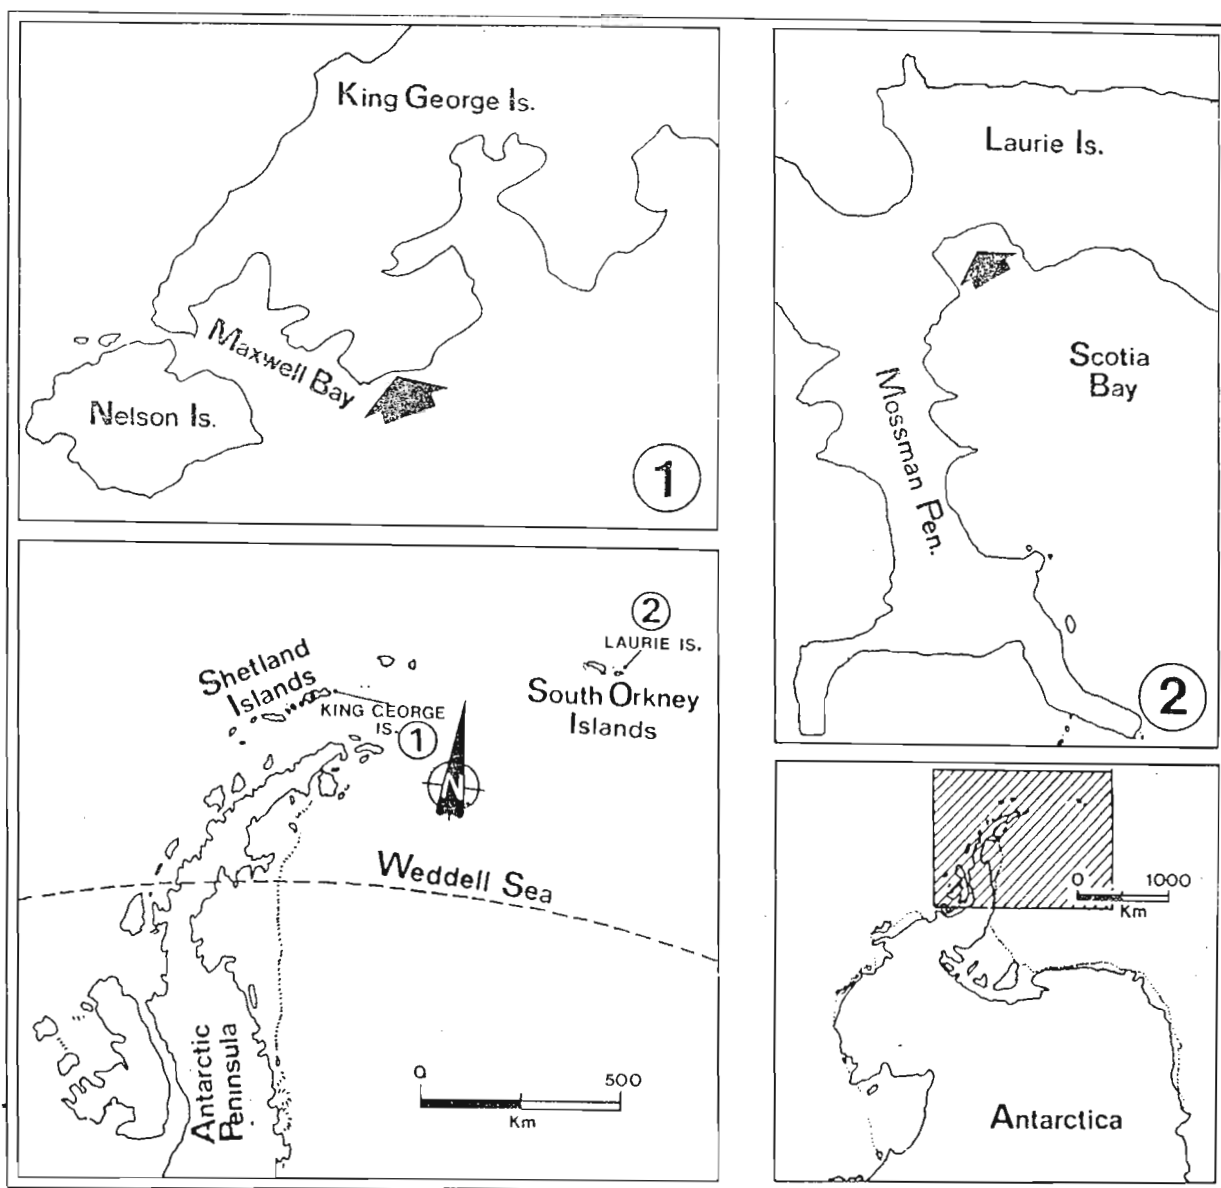 King George Is.
Maxwell Bay
Nelson Is.
1
Laurie Is.
Scotia
Bay
Mossman Pen.
2
2
LAURIE IS.
South Orkney
Islands
Shetland
Islands
KING GEORGE
IS.
1
N
Weddell Sea
Antarctic
Peninsula
0 500
Km
0 1000
Km
Antarctica